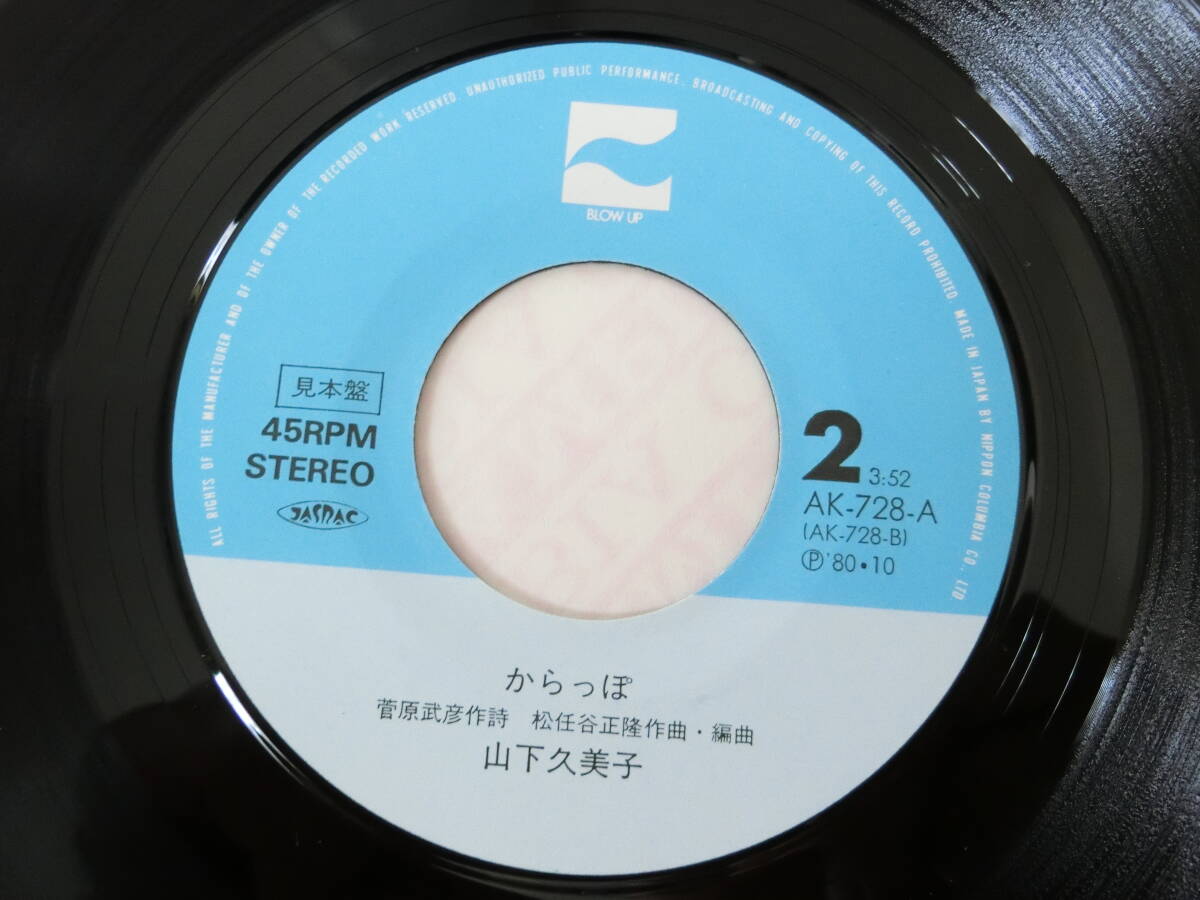 ALL RIGHTS OF THE MANUFACTURER AND OF THE OWNER OF THE RECORDED WORK RESERVED. UNAUTHORIZED PUBLIC PERFORMANCE. BROADCASTING AND COPYING OF THIS RECORD PROHIBITED. MADE IN JAPAN BY NIPPON COLUMBIA CO., LTD
BLOW UP
見本盤
45RPM
STEREO
JASRAC
2 3:52
AK-728-A
(AK-728-B)
Ⓟ'80・10
からっぽ
菅原武彦作詩 松任谷正隆作曲・編曲
山下久美子